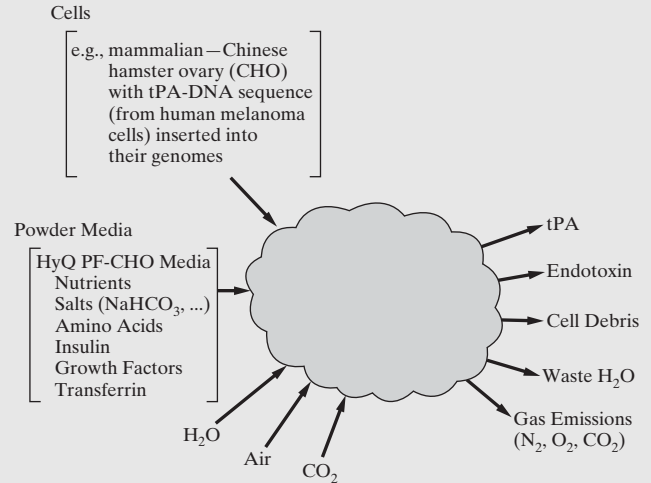 Cells
e.g., mammalian—Chinese
hamster ovary (CHO)
with tPA-DNA sequence
(from human melanoma
cells) inserted into
their genomes
Powder Media
HyQ PF-CHO Media
Nutrients
Salts (NaHCO₃, ...)
Amino Acids
Insulin
Growth Factors
Transferrin
H₂O
Air
CO₂
tPA
Endotoxin
Cell Debris
Waste H₂O
Gas Emissions
(N₂, O₂, CO₂)